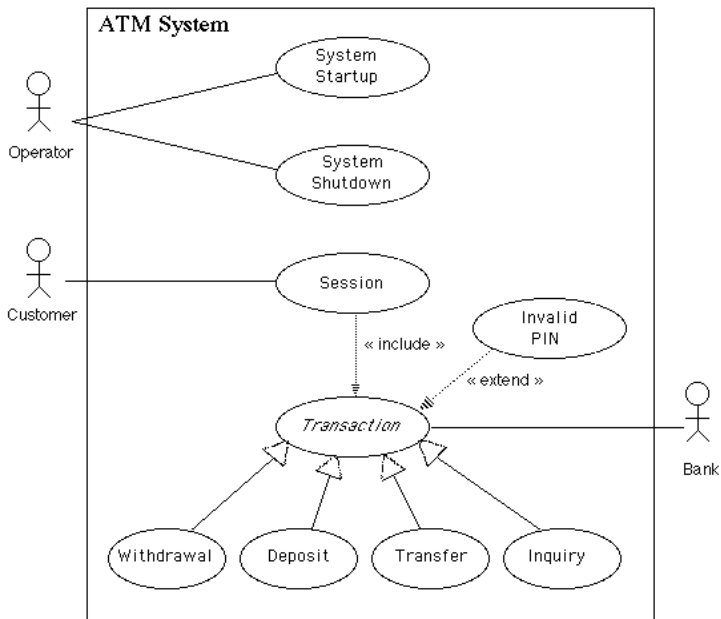 ATM System
System
Startup
Operator
System
Shutdown
Customer
Session
Invalid
PIN
« include »
« extend »
Transaction
Bank
Withdrawal
Deposit
Transfer
Inquiry